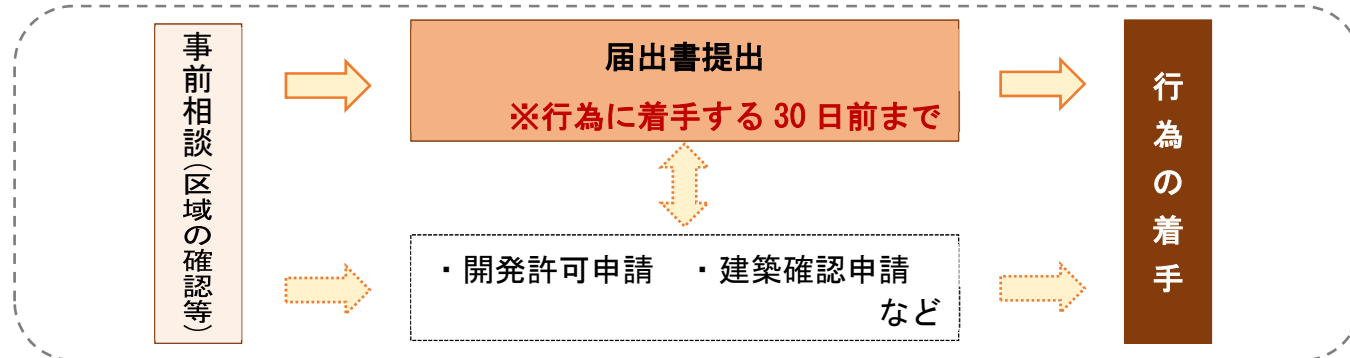 事前相談(区域の確認等)
届出書提出
※行為に着手する 30 日前まで
・開発許可申請 ・建築確認申請
など
行為の着手